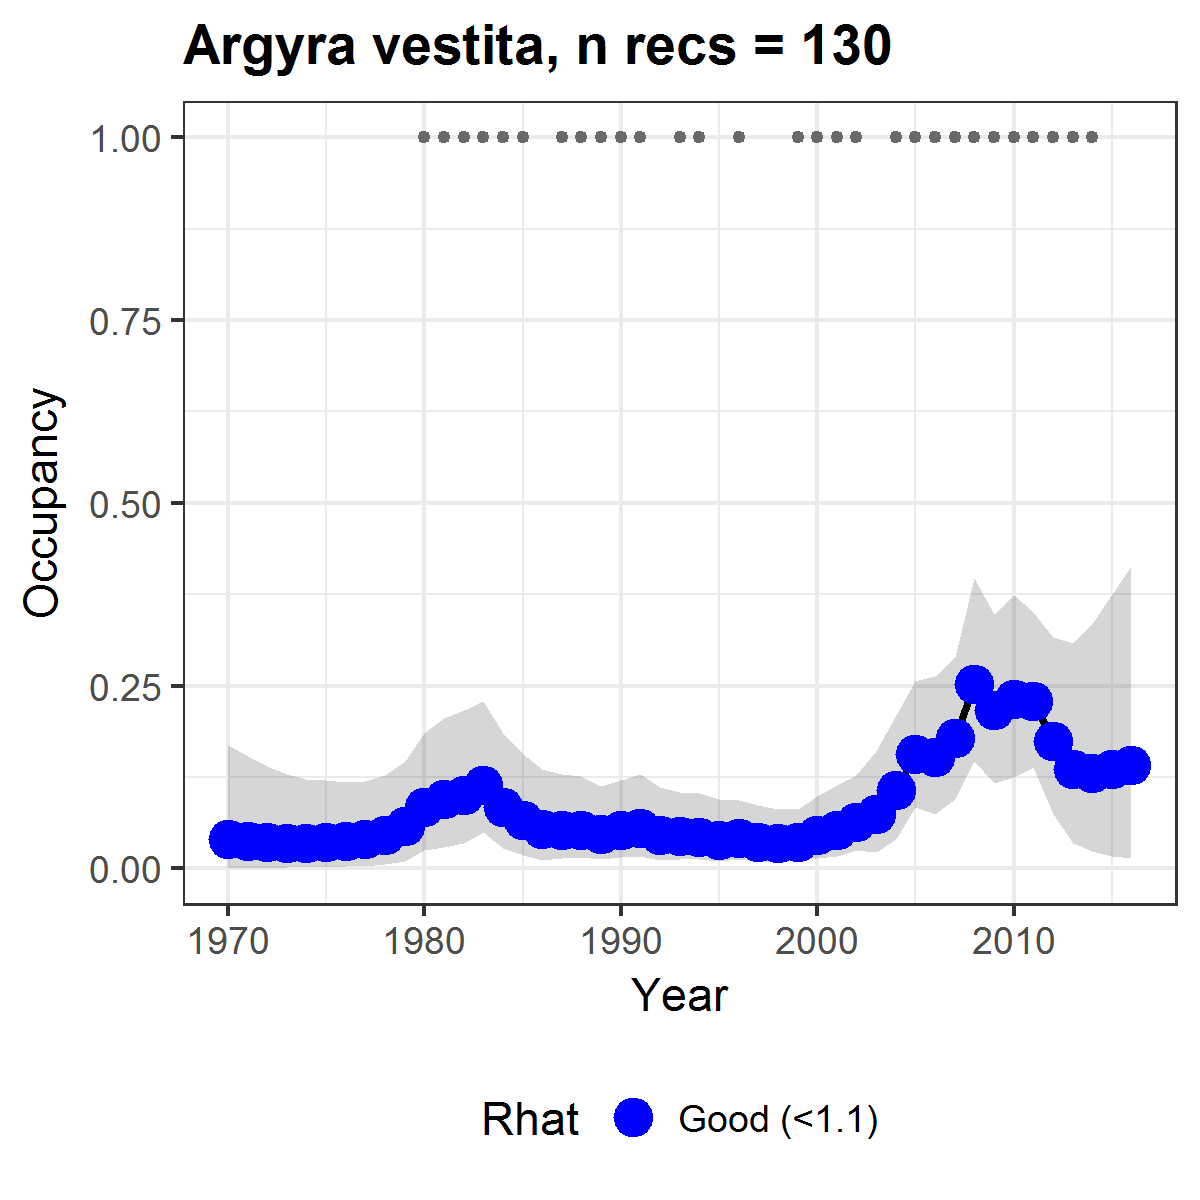 Argyra vestita, n recs = 130
1.00
0.75
0.50
0.25
0.00
Occupancy
1970 1980 1990 2000 2010
Year
Rhat Good (<1.1)